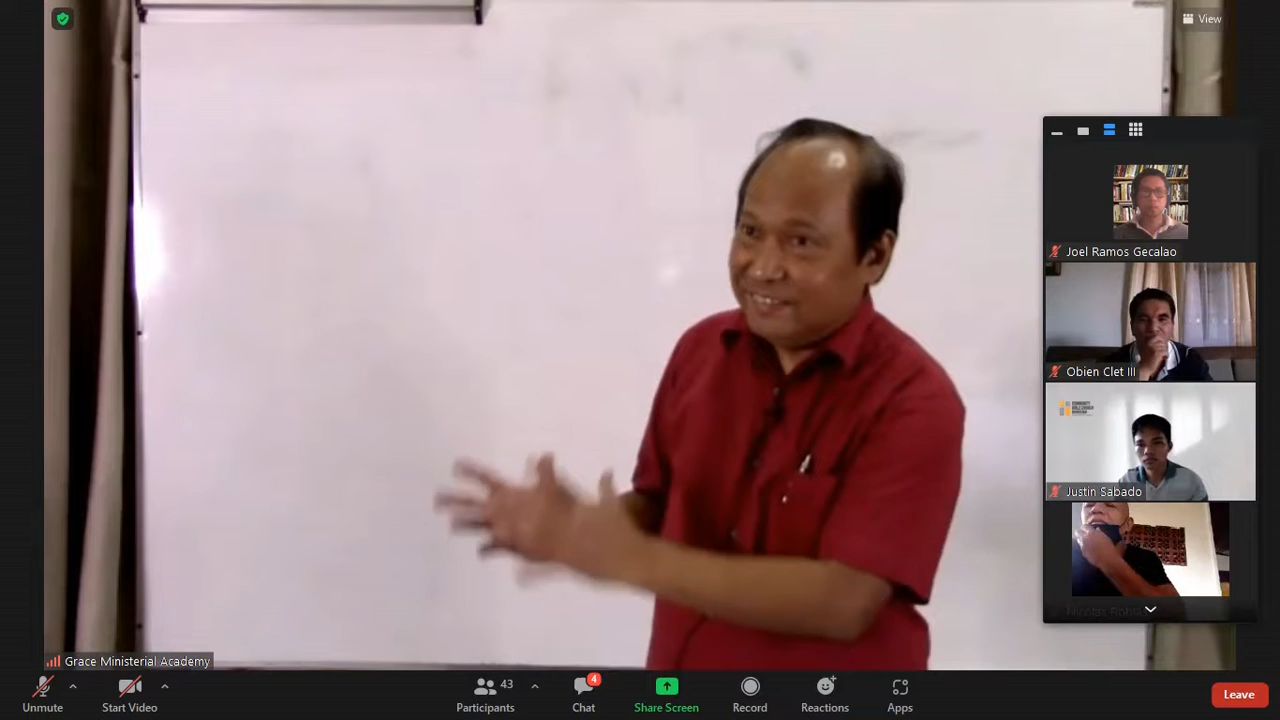 View
Joel Ramos Gecalao
Obien Clet III
Justin Sabado
Grace Ministerial Academy
Unmute
Start Video
Participants
43
Chat
4
Share Screen
Record
Reactions
Apps
Leave